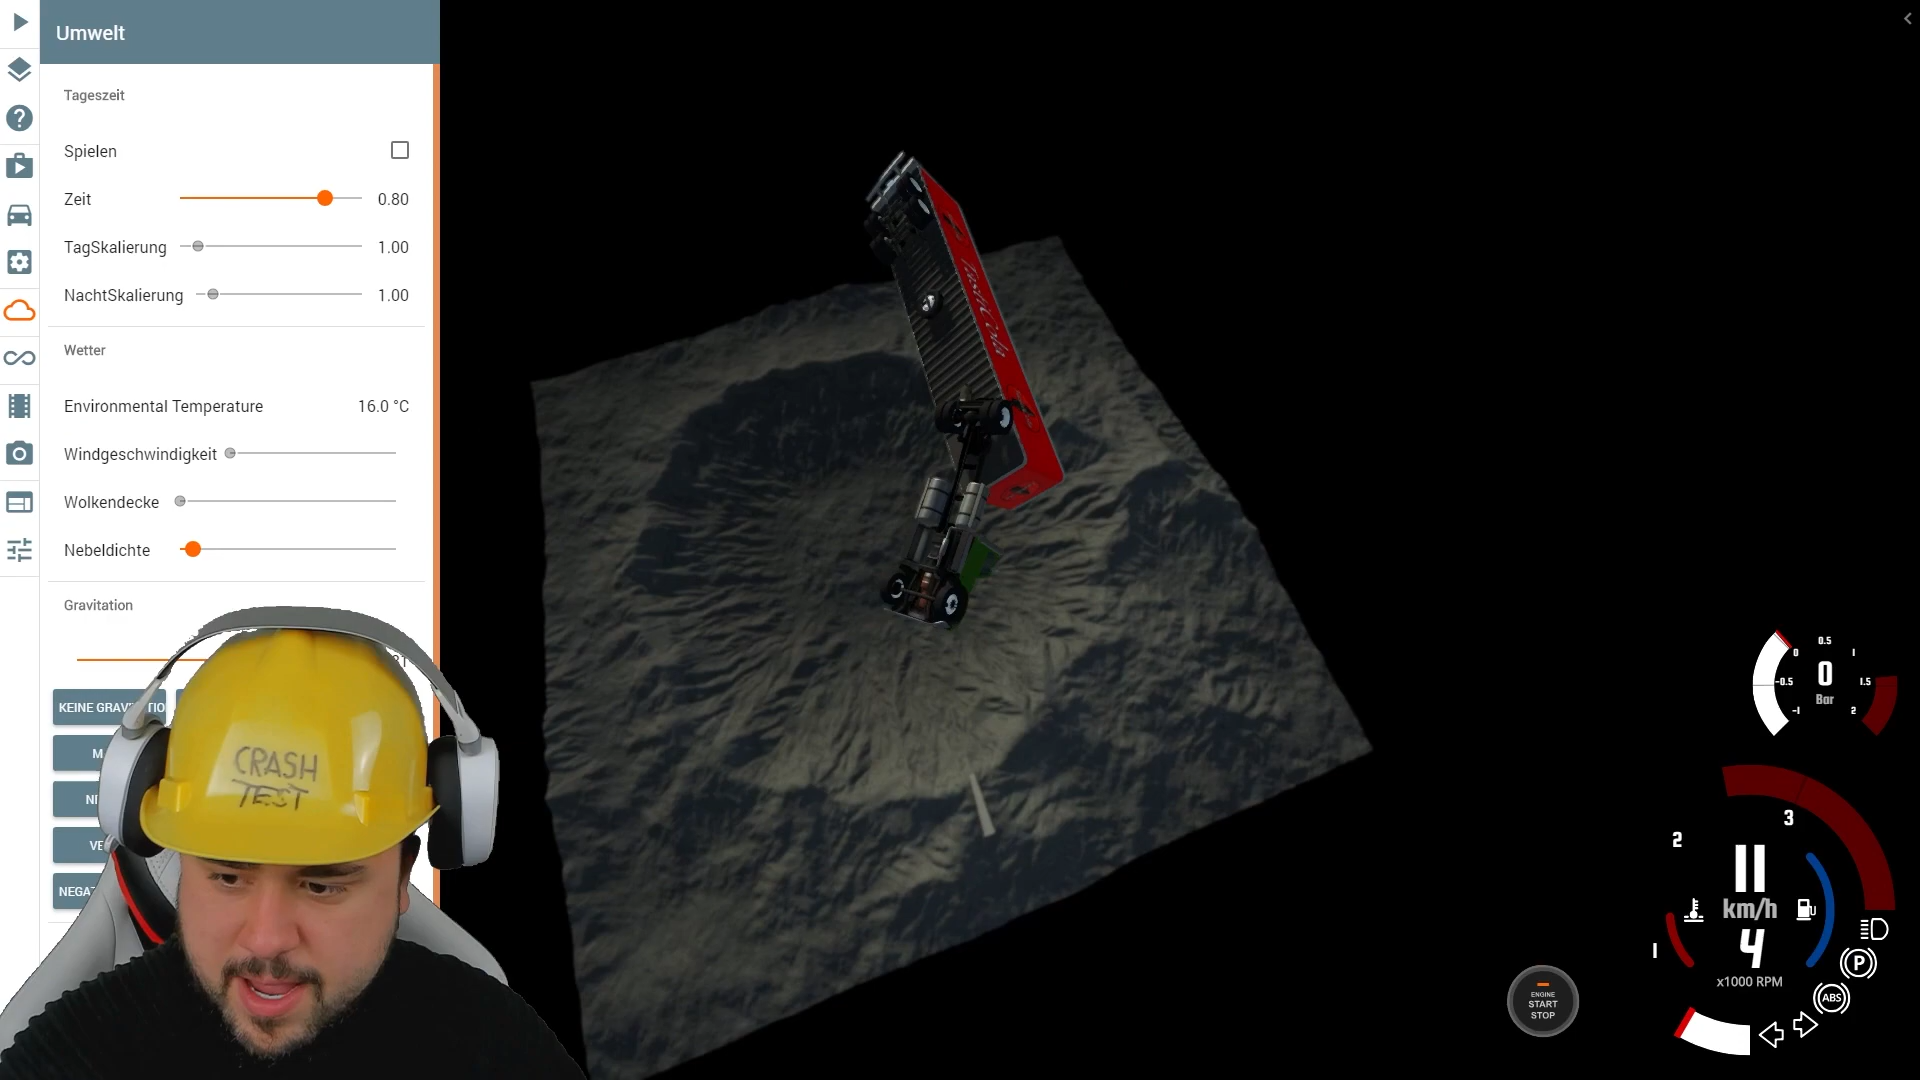 Umwelt
Tageszeit
Spielen
Zeit 0.80
TagSkalierung 1.00
NachtSkalierung 1.00
Wetter
Environmental Temperature 16.0 °C
Windgeschwindigkeit
Wolkendecke
Nebeldichte
Gravitation
KEINE
CRASH
TEST
0.5
0 1
-0.5 0 1.5
Bar
-1 2
3
2
11
km/h
1 4
x1000 RPM
P
ABS
ENGINE
START
STOP